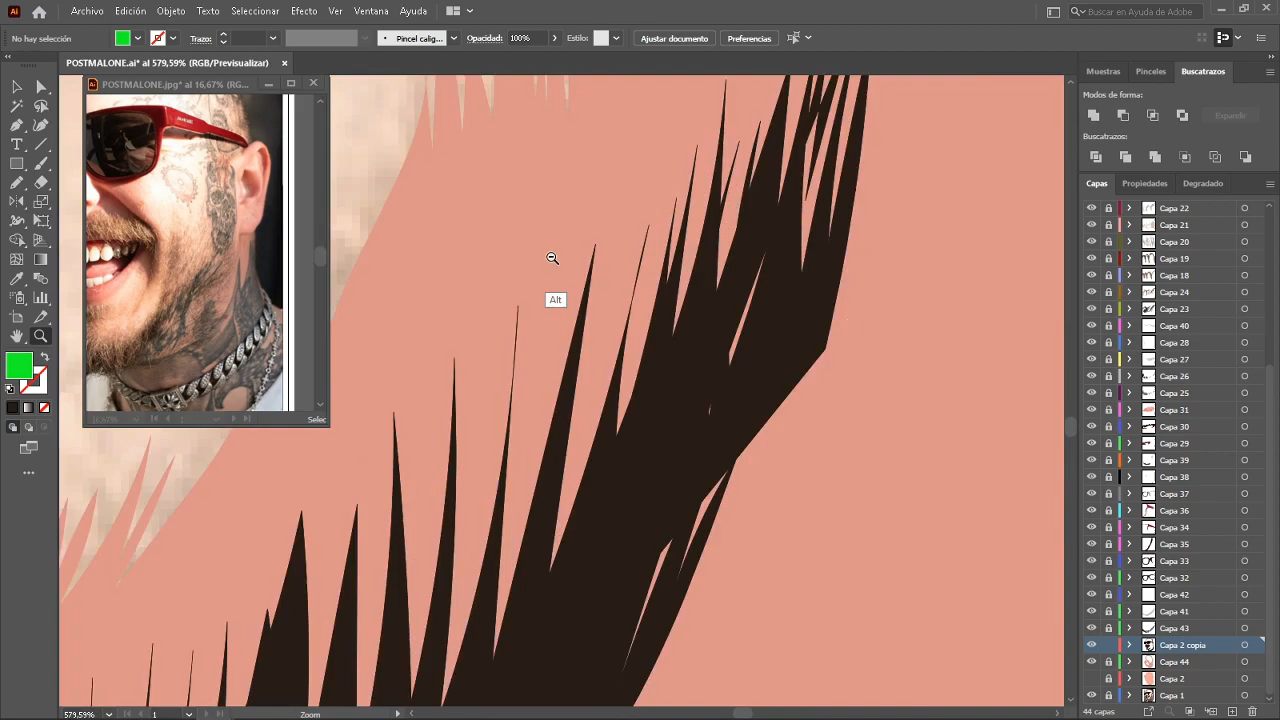 Archivo Edición Objeto Texto Seleccionar Efecto Ver Ventana Ayuda Buscar en Ayuda de Adobe
No hay selección Trazo: Pincel calig... Opacidad: 100% Estilo: Ajustar documento Preferencias
POSTMALONE.ai* al 579,59% (RGB/Previsualizar)
POSTMALONE.jpg* al 16,67% (RG...
Alt
16,67% 1 Selec
579,59% 1 Zoom
Muestras Pinceles Buscatrazos
Modos de forma:
Expandir
Buscatrazos:
Capas Propiedades Degradado
Capa 22
Capa 21
Capa 20
Capa 19
Capa 18
Capa 24
Capa 23
Capa 40
Capa 28
Capa 27
Capa 26
Capa 25
Capa 31
Capa 30
Capa 29
Capa 39
Capa 38
Capa 37
Capa 36
Capa 34
Capa 35
Capa 33
Capa 32
Capa 42
Capa 41
Capa 43
Capa 2 copia
Capa 44
Capa 2
Capa 1
44 capas